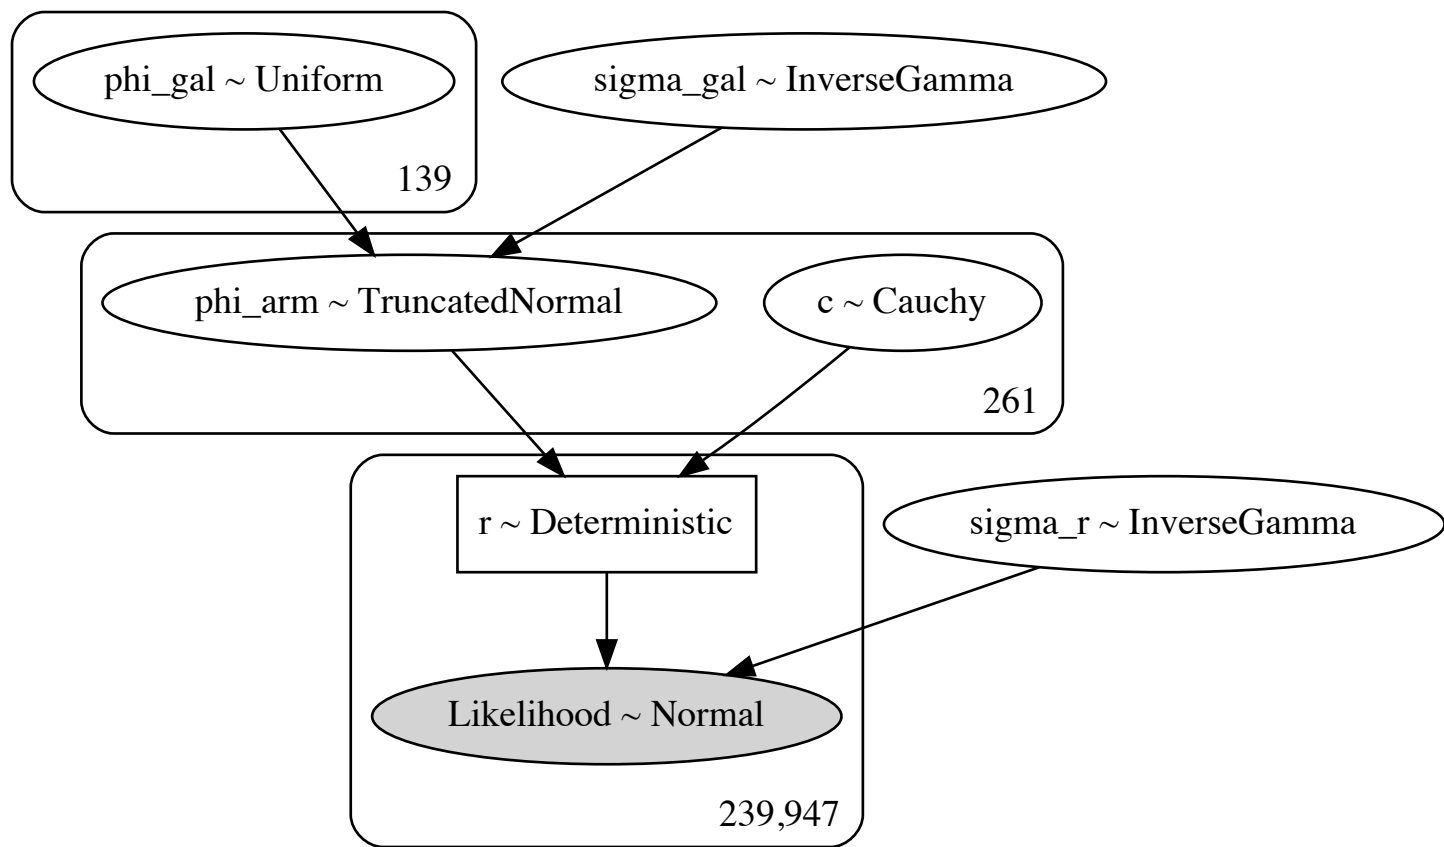 phi_gal ~ Uniform
sigma_gal ~ InverseGamma
139
phi_arm ~ TruncatedNormal
c ~ Cauchy
261
r ~ Deterministic
sigma_r ~ InverseGamma
Likelihood ~ Normal
239,947